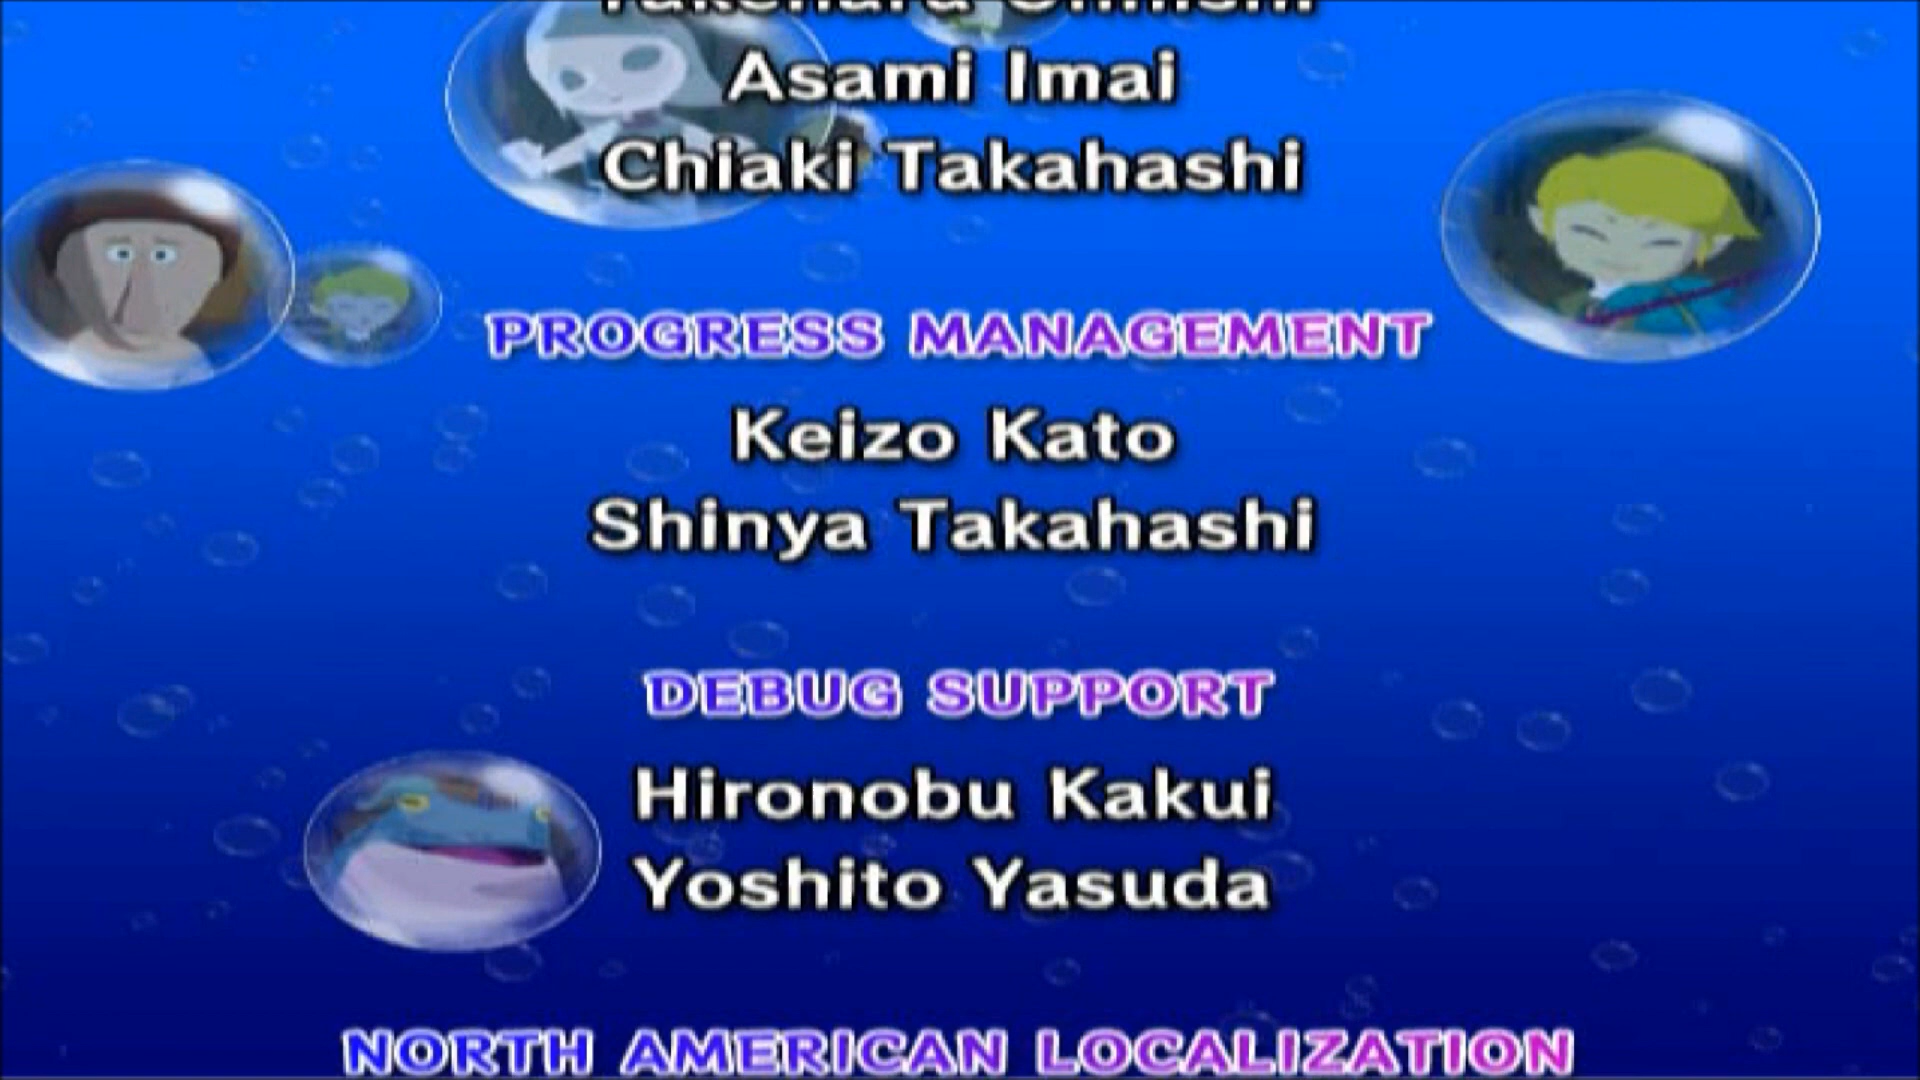 Asami Imai
Chiaki Takahashi
PROGRESS MANAGEMENT
Keizo Kato
Shinya Takahashi
DEBUG SUPPORT
Hironobu Kakui
Yoshito Yasuda
NORTH AMERICAN LOCALIZATION